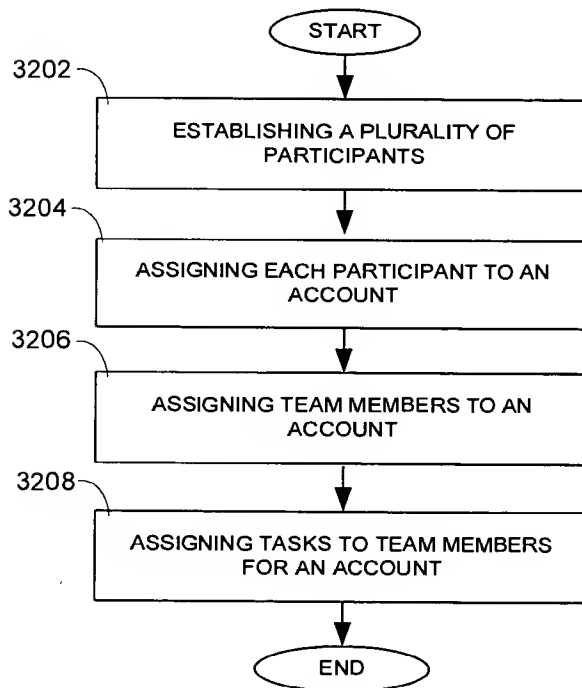 START
3202
ESTABLISHING A PLURALITY OF
PARTICIPANTS
3204
ASSIGNING EACH PARTICIPANT TO AN
ACCOUNT
3206
ASSIGNING TEAM MEMBERS TO AN
ACCOUNT
3208
ASSIGNING TASKS TO TEAM MEMBERS
FOR AN ACCOUNT
END